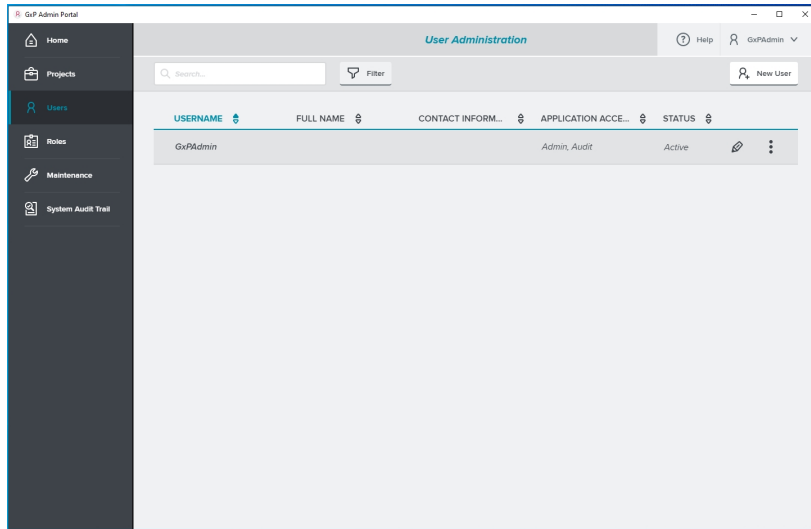 GxP Admin Portal
Home
User Administration
Help
GxPAdmin
Projects
Search...
Filter
New User
Users
USERNAME FULL NAME CONTACT INFORM... APPLICATION ACCE... STATUS
Roles
GxPAdmin Admin, Audit Active
Maintenance
System Audit Trail